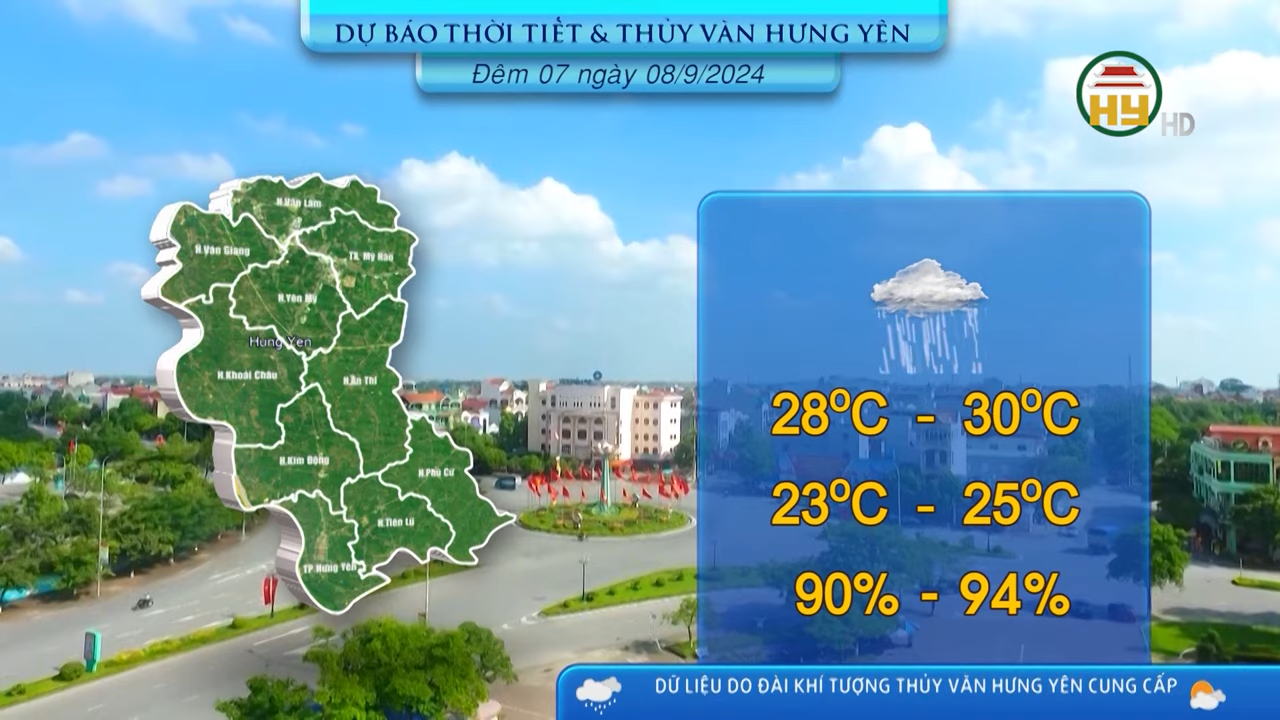 DỰ BÁO THỜI TIẾT & THỦY VĂN HƯNG YÊN
Đêm 07 ngày 08/9/2024
HY HD
H.Văn Lâm
H.Văn Giang
TX. Mỹ Hào
H.Yên Mỹ
Hưng Yên
H.Khoái Châu
H.Ân Thi
H.Kim Động
H.Phù Cừ
H.Tiên Lữ
TP Hưng Yên
28°C - 30°C
23°C - 25°C
90% - 94%
DỮ LIỆU DO ĐÀI KHÍ TƯỢNG THỦY VĂN HƯNG YÊN CUNG CẤP